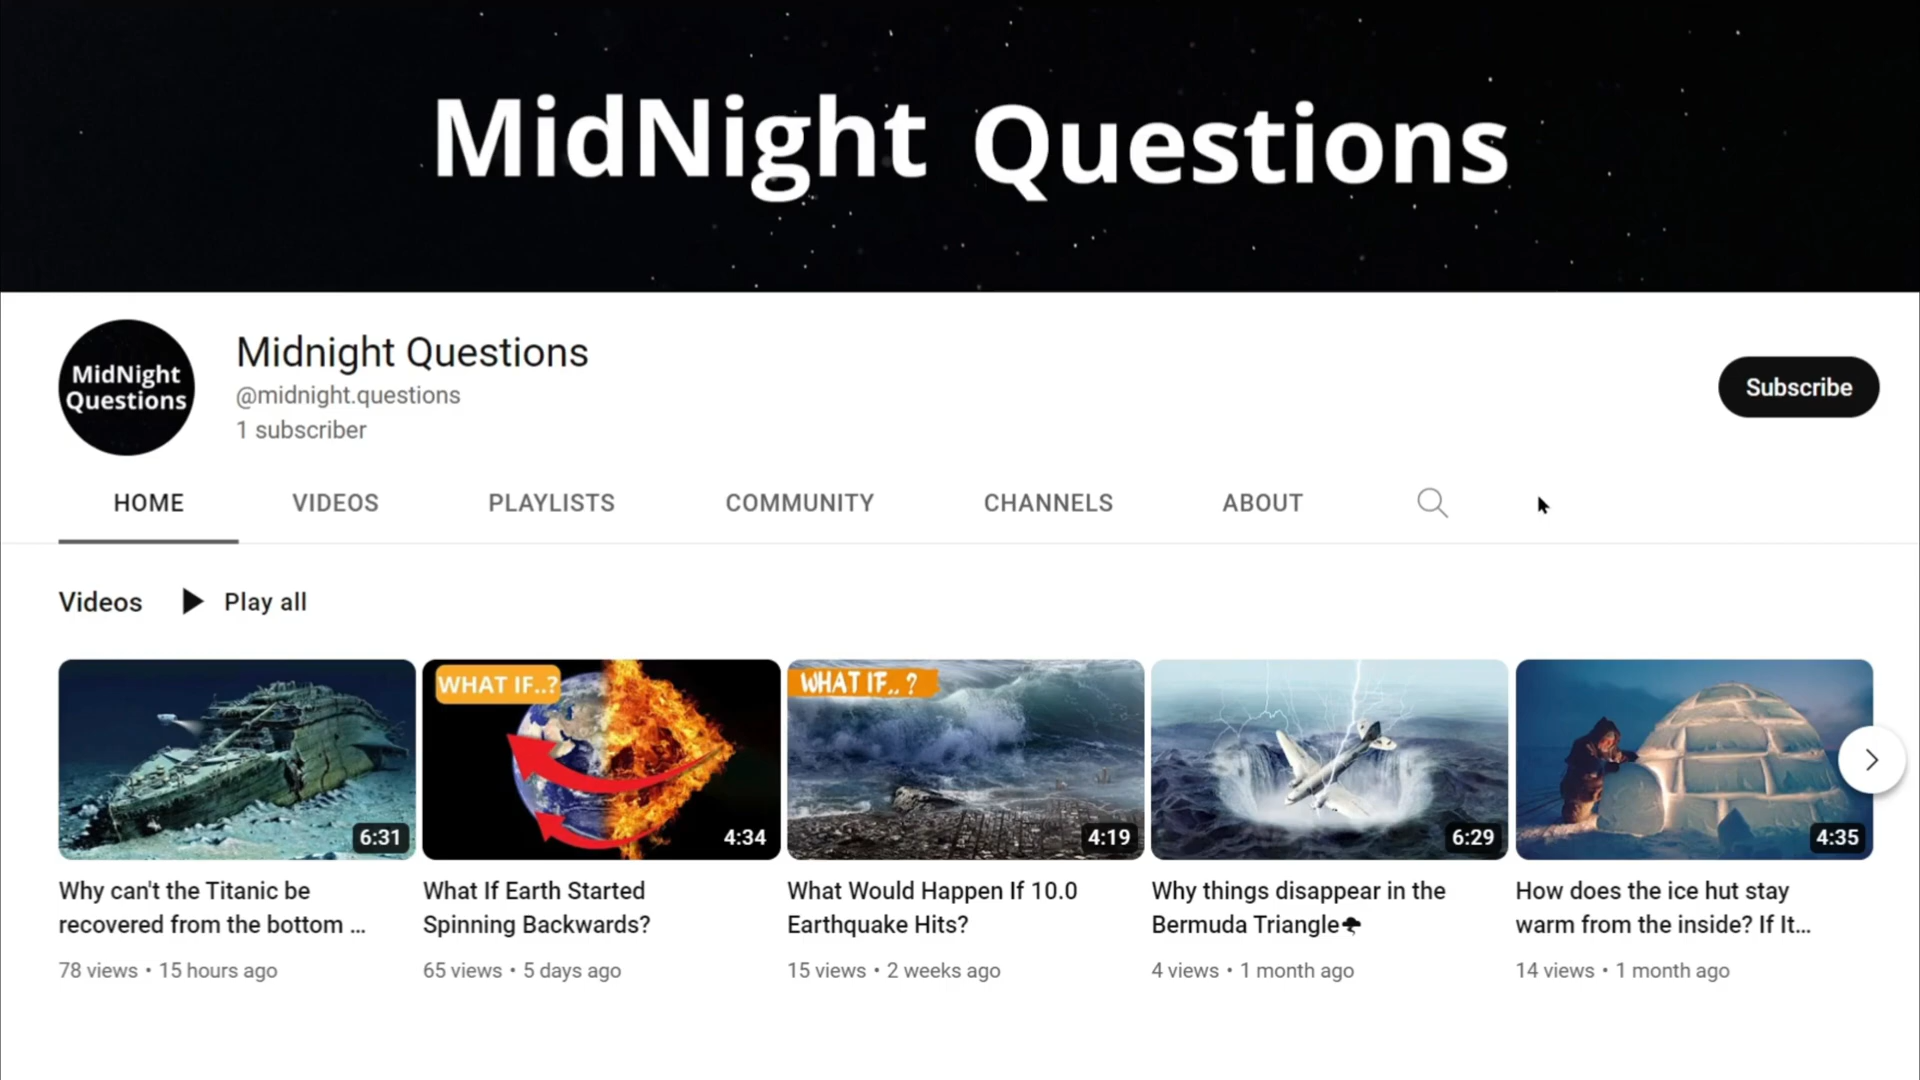 MidNight Questions
MidNight
Questions
Midnight Questions
@midnight.questions
1 subscriber
Subscribe
HOME
VIDEOS
PLAYLISTS
COMMUNITY
CHANNELS
ABOUT
Videos
Play all
6:31
WHAT IF..?
4:34
WHAT IF..?
4:19
6:29
4:35
Why can't the Titanic be
recovered from the bottom ...
78 views • 15 hours ago
What If Earth Started
Spinning Backwards?
65 views • 5 days ago
What Would Happen If 10.0
Earthquake Hits?
15 views • 2 weeks ago
Why things disappear in the
Bermuda Triangle🌪
4 views • 1 month ago
How does the ice hut stay
warm from the inside? If It...
14 views • 1 month ago